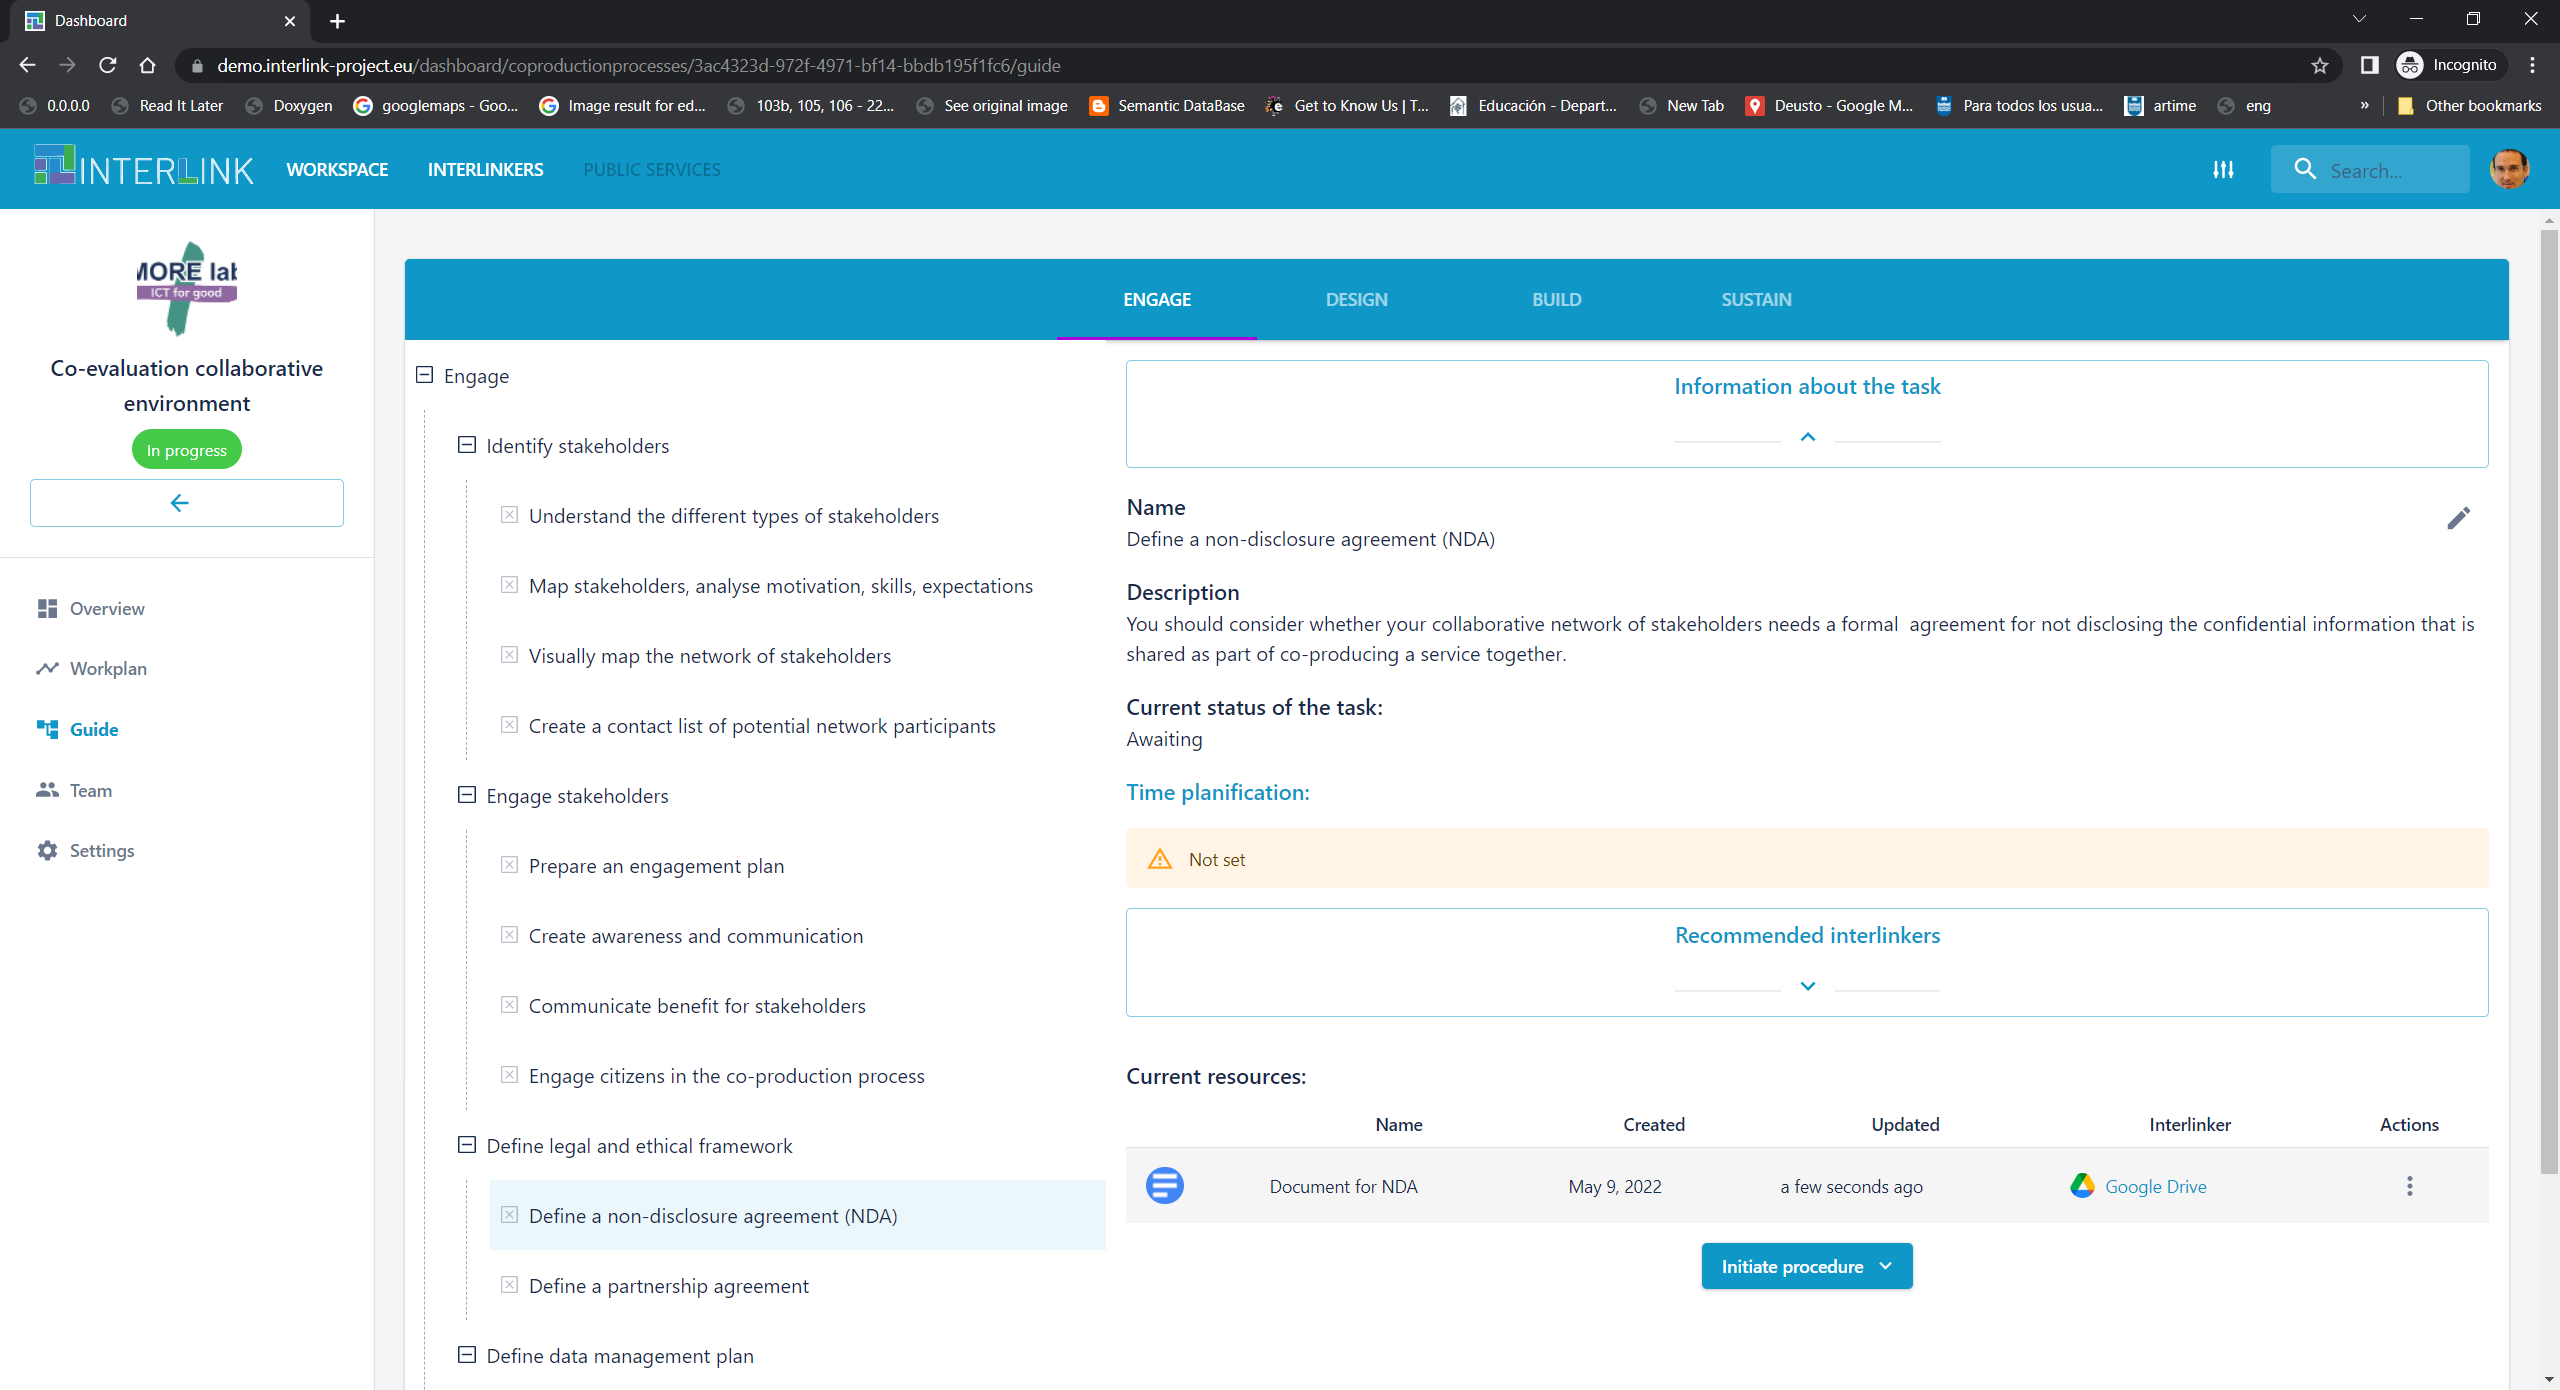 Dashboard
demo.interlink-project.eu/dashboard/coproductionprocesses/3ac4323d-972f-4971-bf14-bbdb195f1fc6/guide
Incognito
0.0.0.0
Read It Later
Doxygen
googlemaps - Goo...
Image result for ed...
103b, 105, 106 - 22...
See original image
Semantic DataBase
Get to Know Us | T...
Educación - Depart...
New Tab
Deusto - Google M...
Para todos los usua...
artime
eng
»
Other bookmarks
INTERLINK
WORKSPACE
INTERLINKERS
PUBLIC SERVICES
Search...
MORE lab
ICT for good
Co-evaluation collaborative
environment
In progress
Overview
Workplan
Guide
Team
Settings
ENGAGE
DESIGN
BUILD
SUSTAIN
Engage
Identify stakeholders
Understand the different types of stakeholders
Map stakeholders, analyse motivation, skills, expectations
Visually map the network of stakeholders
Create a contact list of potential network participants
Engage stakeholders
Prepare an engagement plan
Create awareness and communication
Communicate benefit for stakeholders
Engage citizens in the co-production process
Define legal and ethical framework
Define a non-disclosure agreement (NDA)
Define a partnership agreement
Define data management plan
Information about the task
Name
Define a non-disclosure agreement (NDA)
Description
You should consider whether your collaborative network of stakeholders needs a formal  agreement for not disclosing the confidential information that is
shared as part of co-producing a service together.
Current status of the task:
Awaiting
Time planification:
Not set
Recommended interlinkers
Current resources:
Name Created Updated Interlinker Actions
Document for NDA May 9, 2022 a few seconds ago Google Drive
Initiate procedure